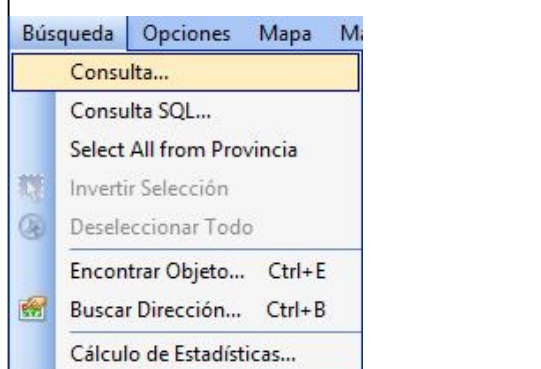 Búsqueda Opciones Mapa
Consulta...
Consulta SQL...
Select All from Provincia
Invertir Selección
Deseleccionar Todo
Encontrar Objeto... Ctrl+E
Buscar Dirección... Ctrl+B
Cálculo de Estadísticas...